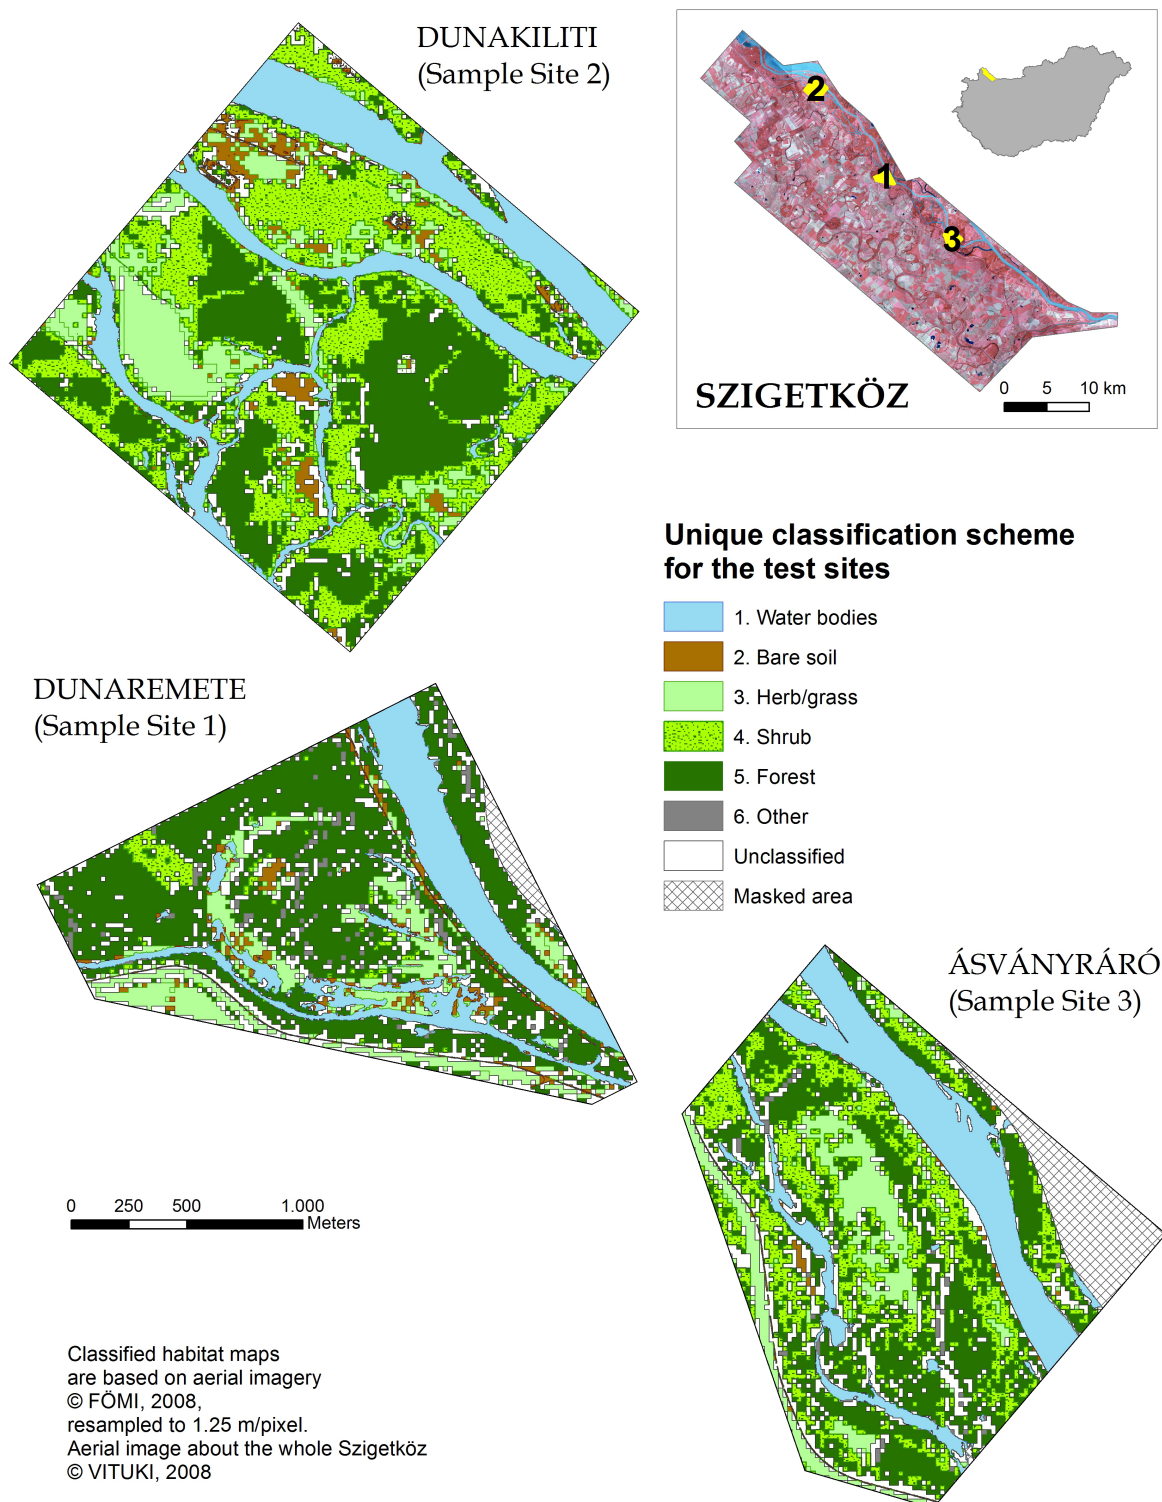 DUNAKILITI
(Sample Site 2)
2
1
3
SZIGETKÖZ
0 5 10 km
Unique classification scheme
for the test sites
1. Water bodies
2. Bare soil
3. Herb/grass
4. Shrub
5. Forest
6. Other
Unclassified
Masked area
DUNAREMETE
(Sample Site 1)
ÁSVÁNYRÁRÓ
(Sample Site 3)
0 250 500 1.000
Meters
Classified habitat maps
are based on aerial imagery
© FÖMI, 2008,
resampled to 1.25 m/pixel.
Aerial image about the whole Szigetköz
© VITUKI, 2008